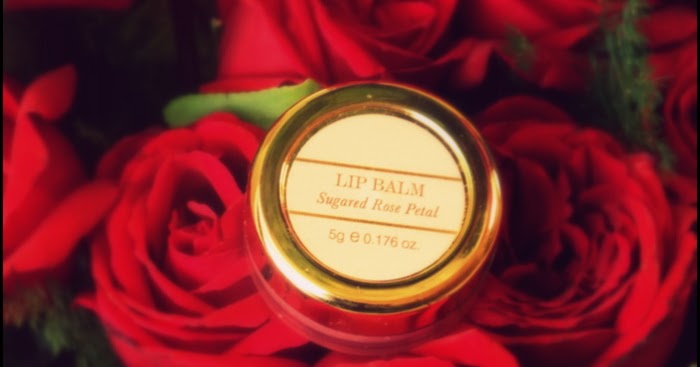 LIP BALM
Sugared Rose Petal
5g ℮ 0.176 oz.